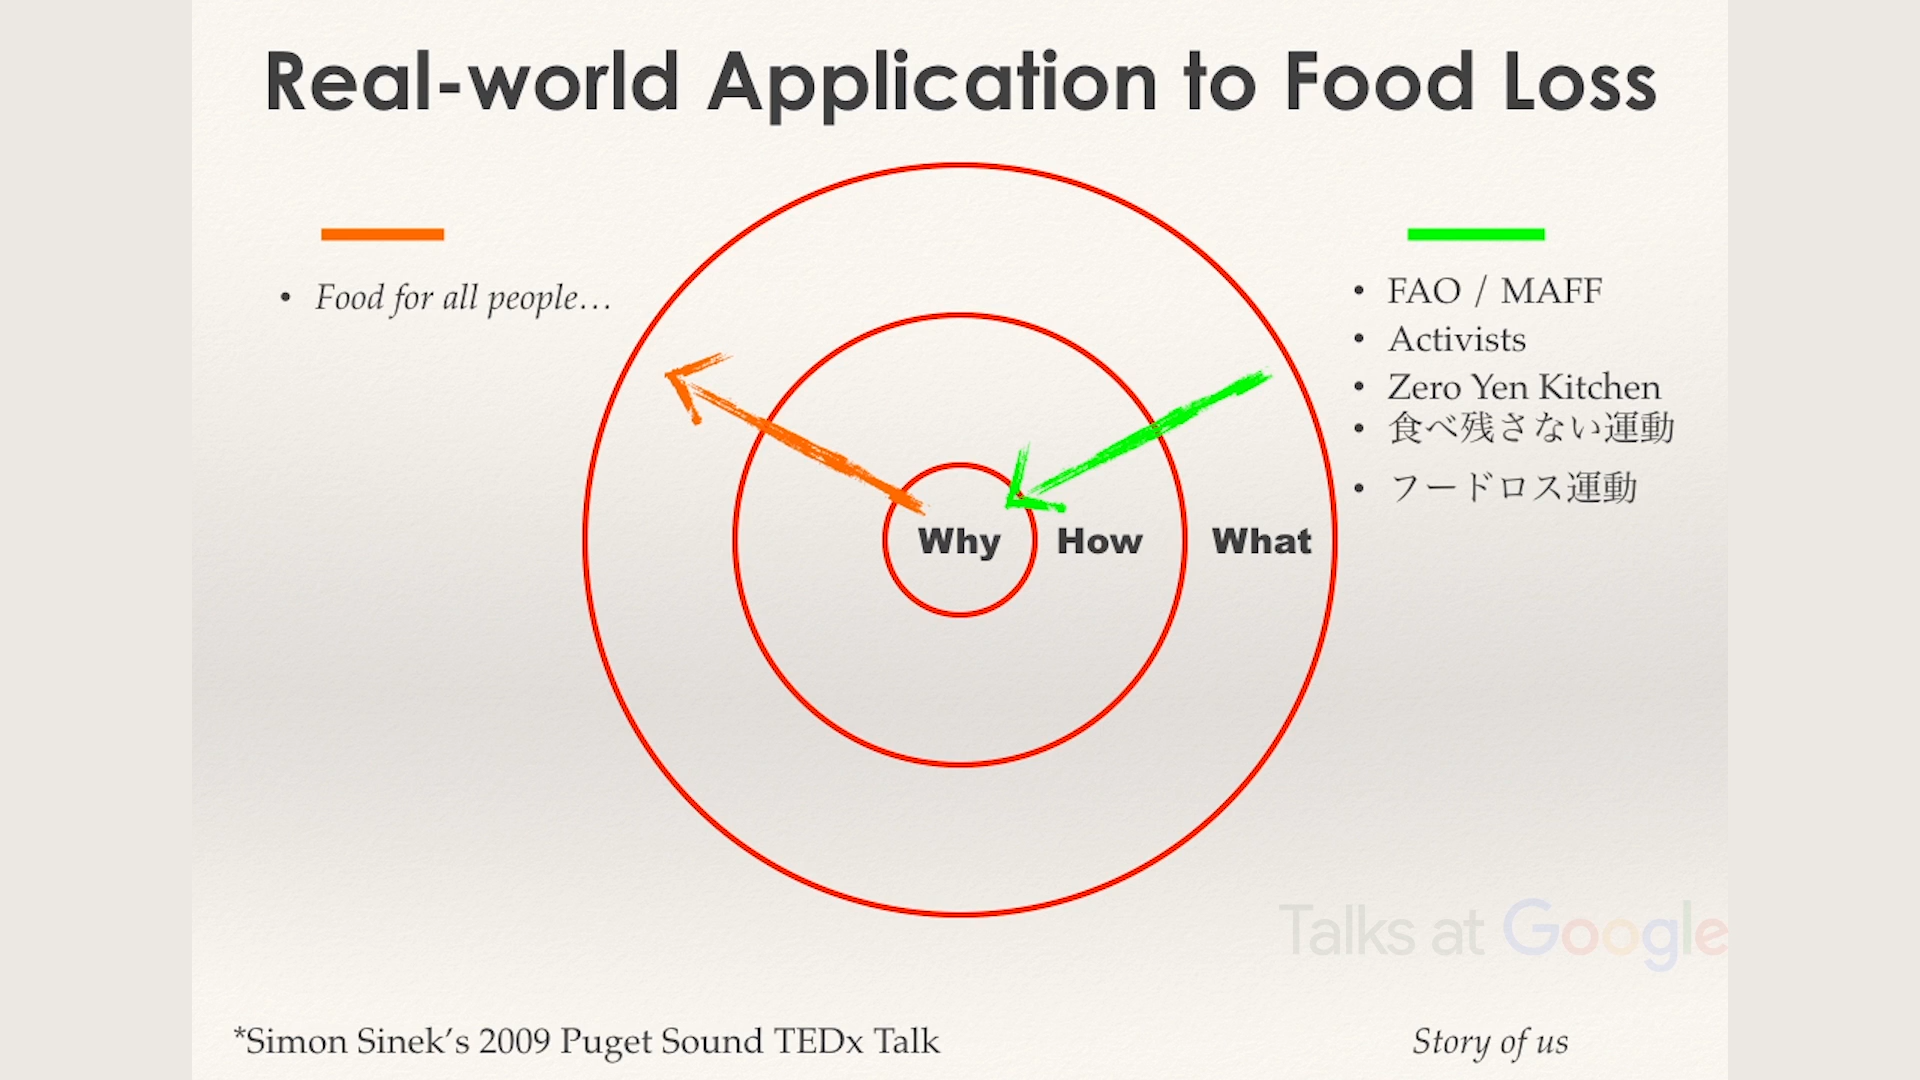 Real-world Application to Food Loss
• Food for all people…
• FAO / MAFF
• Activists
• Zero Yen Kitchen
• 食べ残さない運動
• フードロス運動
Why How What
Talks at Google
*Simon Sinek's 2009 Puget Sound TEDx Talk
Story of us